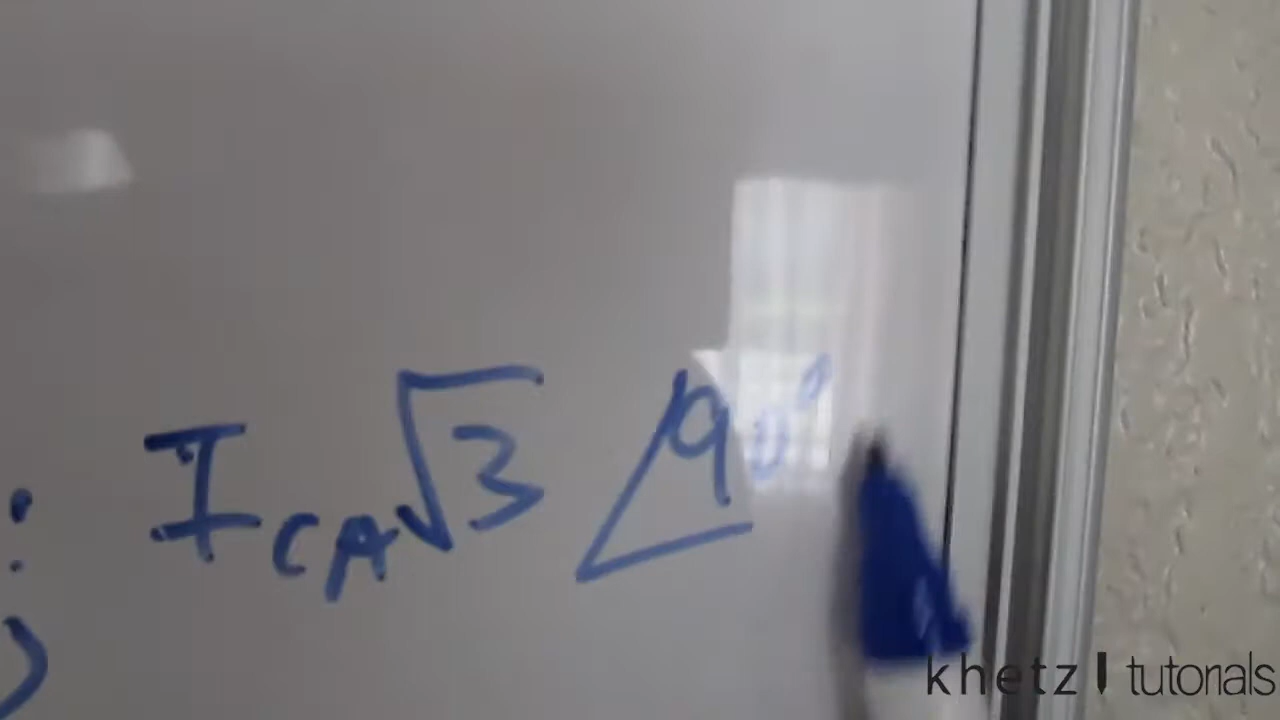 : I_CA √3 ∠90°
)
khetz tutorials